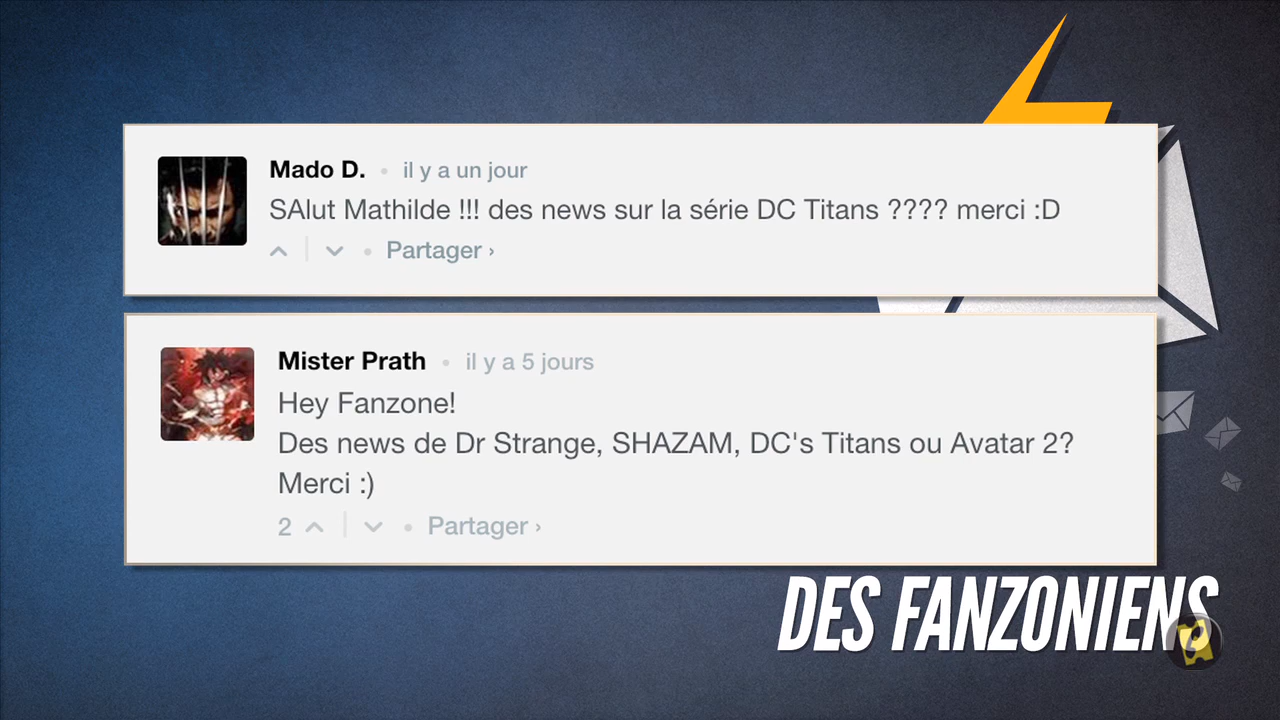 Mado D. • il y a un jour
SAlut Mathilde !!! des news sur la série DC Titans ???? merci :D
• Partager ›
Mister Prath • il y a 5 jours
Hey Fanzone!
Des news de Dr Strange, SHAZAM, DC's Titans ou Avatar 2?
Merci :)
2 • Partager ›
DES FANZONIENS